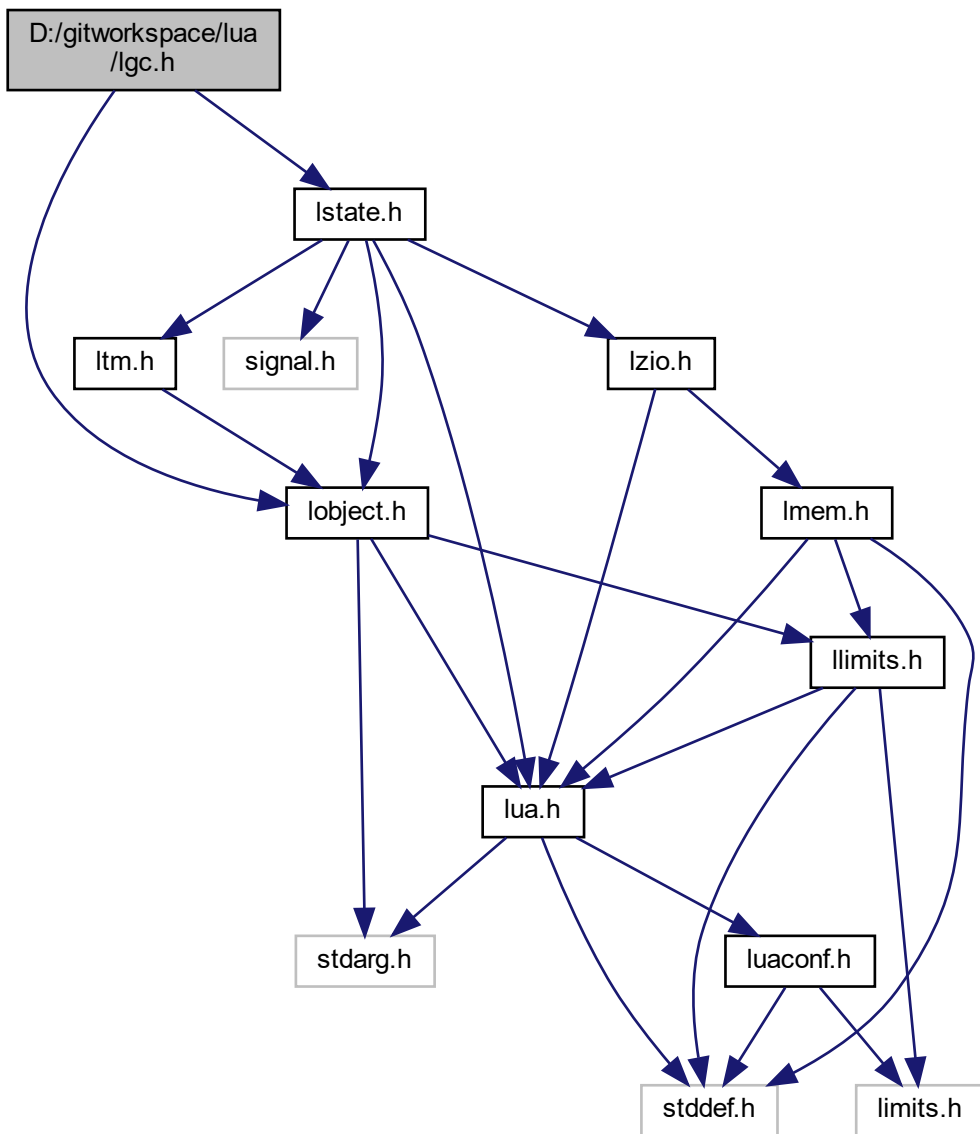 D:/gitworkspace/lua
/lgc.h
lstate.h
ltm.h
signal.h
lzio.h
lobject.h
lmem.h
llimits.h
lua.h
stdarg.h
luaconf.h
stddef.h
limits.h